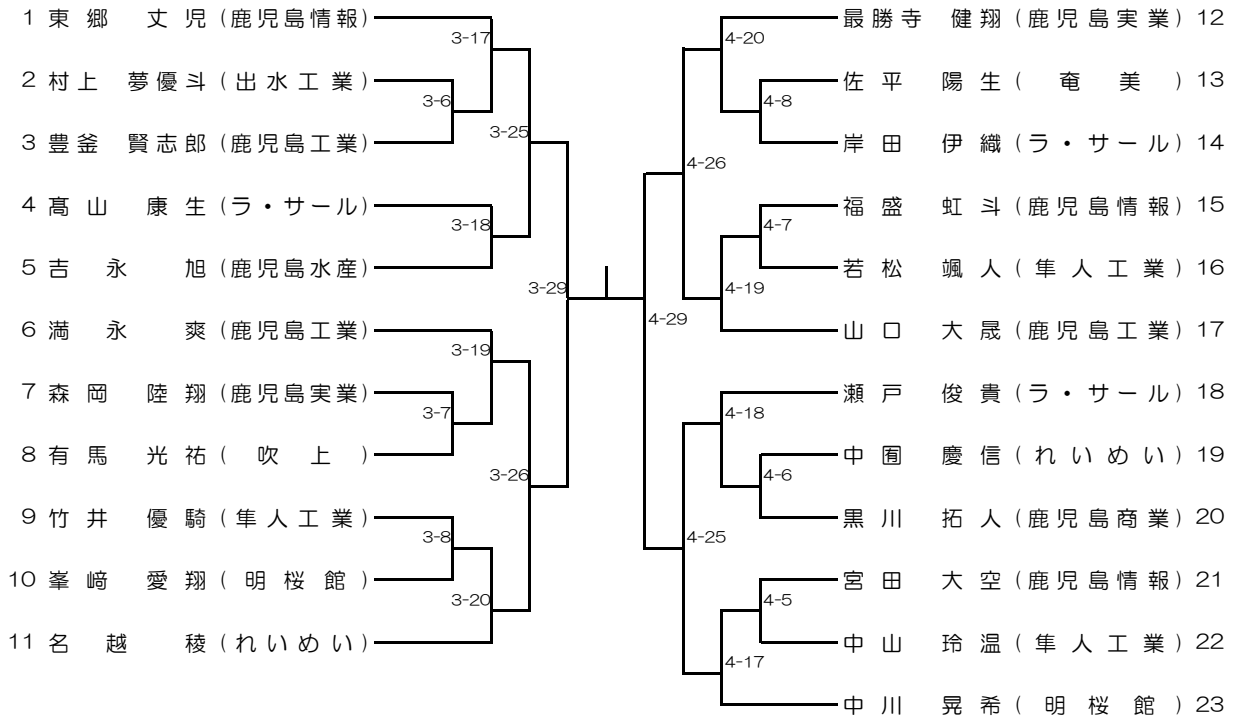 1 東郷 丈児 (鹿児島情報)
3-17
2 村上 夢優斗 (出水工業)
3-6
3 豊釜 賢志郎 (鹿児島工業)
3-25
4 髙山 康生 (ラ・サール)
3-18
5 吉永 旭 (鹿児島水産)
3-29
6 満永 爽 (鹿児島工業)
3-19
7 森岡 陸翔 (鹿児島実業)
3-7
8 有馬 光祐 (吹上)
3-26
9 竹井 優騎 (隼人工業)
3-8
10 峯﨑 愛翔 (明桜館)
3-20
11 名越 稜 (れいめい)
最勝寺 健翔 (鹿児島実業) 12
4-20
佐平 陽生 (奄美) 13
4-8
岸田 伊織 (ラ・サール) 14
4-26
福盛 虹斗 (鹿児島情報) 15
4-7
若松 颯人 (隼人工業) 16
4-19
4-29
山口 大晟 (鹿児島工業) 17
瀬戸 俊貴 (ラ・サール) 18
4-18
中囿 慶信 (れいめい) 19
4-6
黒川 拓人 (鹿児島商業) 20
4-25
宮田 大空 (鹿児島情報) 21
4-5
中山 玲温 (隼人工業) 22
4-17
中川 晃希 (明桜館) 23